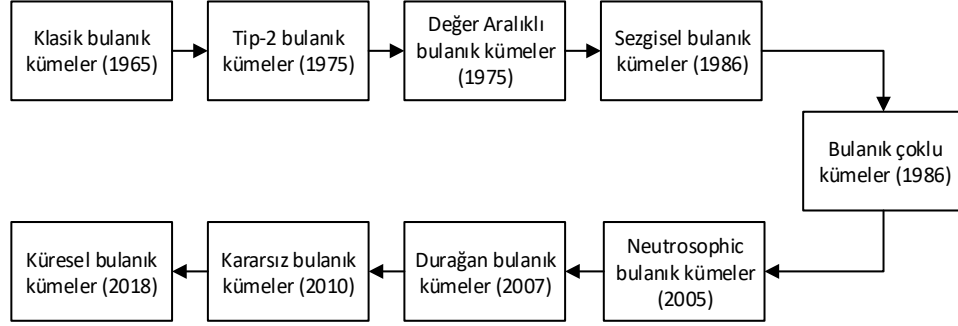 Klasik bulanık
kümeler (1965)
Tip-2 bulanık
kümeler (1975)
Değer Aralıklı
bulanık kümeler
(1975)
Sezgisel bulanık
kümeler (1986)
Bulanık çoklu
kümeler (1986)
Neutrosophic
bulanık kümeler
(2005)
Durağan bulanık
kümeler (2007)
Kararsız bulanık
kümeler (2010)
Küresel bulanık
kümeler (2018)